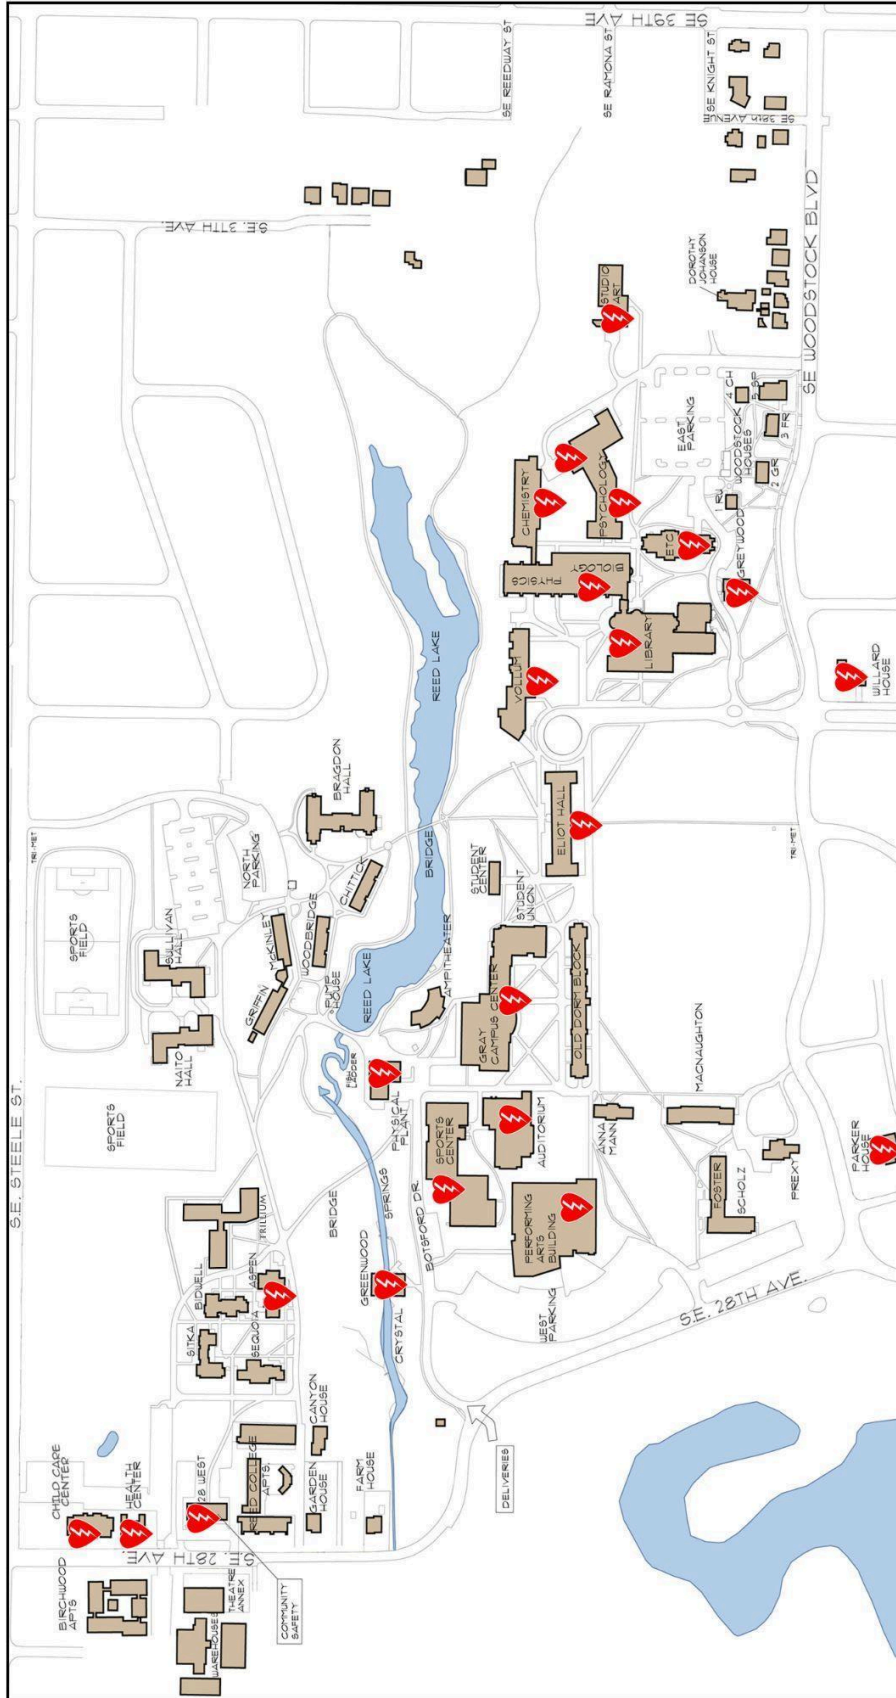 S.E. STEELE ST.
SE 39TH AVE
SE REEDWAY ST
SE RAMONA ST
SE KNIGHT ST
SE 38th AVENUE
S.E. 37TH AVE.
SE WOODSTOCK BLVD
TRI-MET
SPORTS
FIELD
SULLIVAN
HALL
NORTH
PARKING
BRAGDON
HALL
CHITTICK
McKINLEY
WOODBRIDGE
GRIFFIN
PUMP
HOUSE
NAITO
HALL
SPORTS
FIELD
REED LAKE
REED LAKE
BRIDGE
FISH
LADDER
PHYSICAL
PLANT
AMPITHEATER
STUDENT
CENTER
STUDENT
UNION
GRAY
CAMPUS CENTER
OLD DORM BLOCK
ELIOT HALL
VOLLUM
LIBRARY
PHYSICS
BIOLOGY
CHEMISTRY
PSYCHOLOGY
ETC
STUDIO
ART
GREYWOOD
DOROTHY
JOHANSON
HOUSE
EAST
PARKING
WOODSTOCK
HOUSES
1 RU
2 GR
3 FR
4 CH
5 SP
WILLARD
HOUSE
TRI-MET
BIRCHWOOD
APTS
CHILD CARE
CENTER
HEALTH
CENTER
S.E. 28TH AVE.
WAREHOUSES
THEATRE
ANNEX
COMMUNITY
SAFETY
28 WEST
REED COLLEGE
APTS.
GARDEN
HOUSE
CANYON
HOUSE
FARM
HOUSE
SITKA
BIDWELL
SEQUOIA
ASPEN
TRILLIUM
BRIDGE
GREENWOOD
CRYSTAL
SPRINGS
BOTSFORD DR.
DELIVERIES
SPORTS
CENTER
AUDITORIUM
PERFORMING
ARTS
BUILDING
WEST
PARKING
ANNA
MANN
MACNAUGHTON
FOSTER
SCHOLZ
PREXY
PARKER
HOUSE
S.E. 28TH AVE.